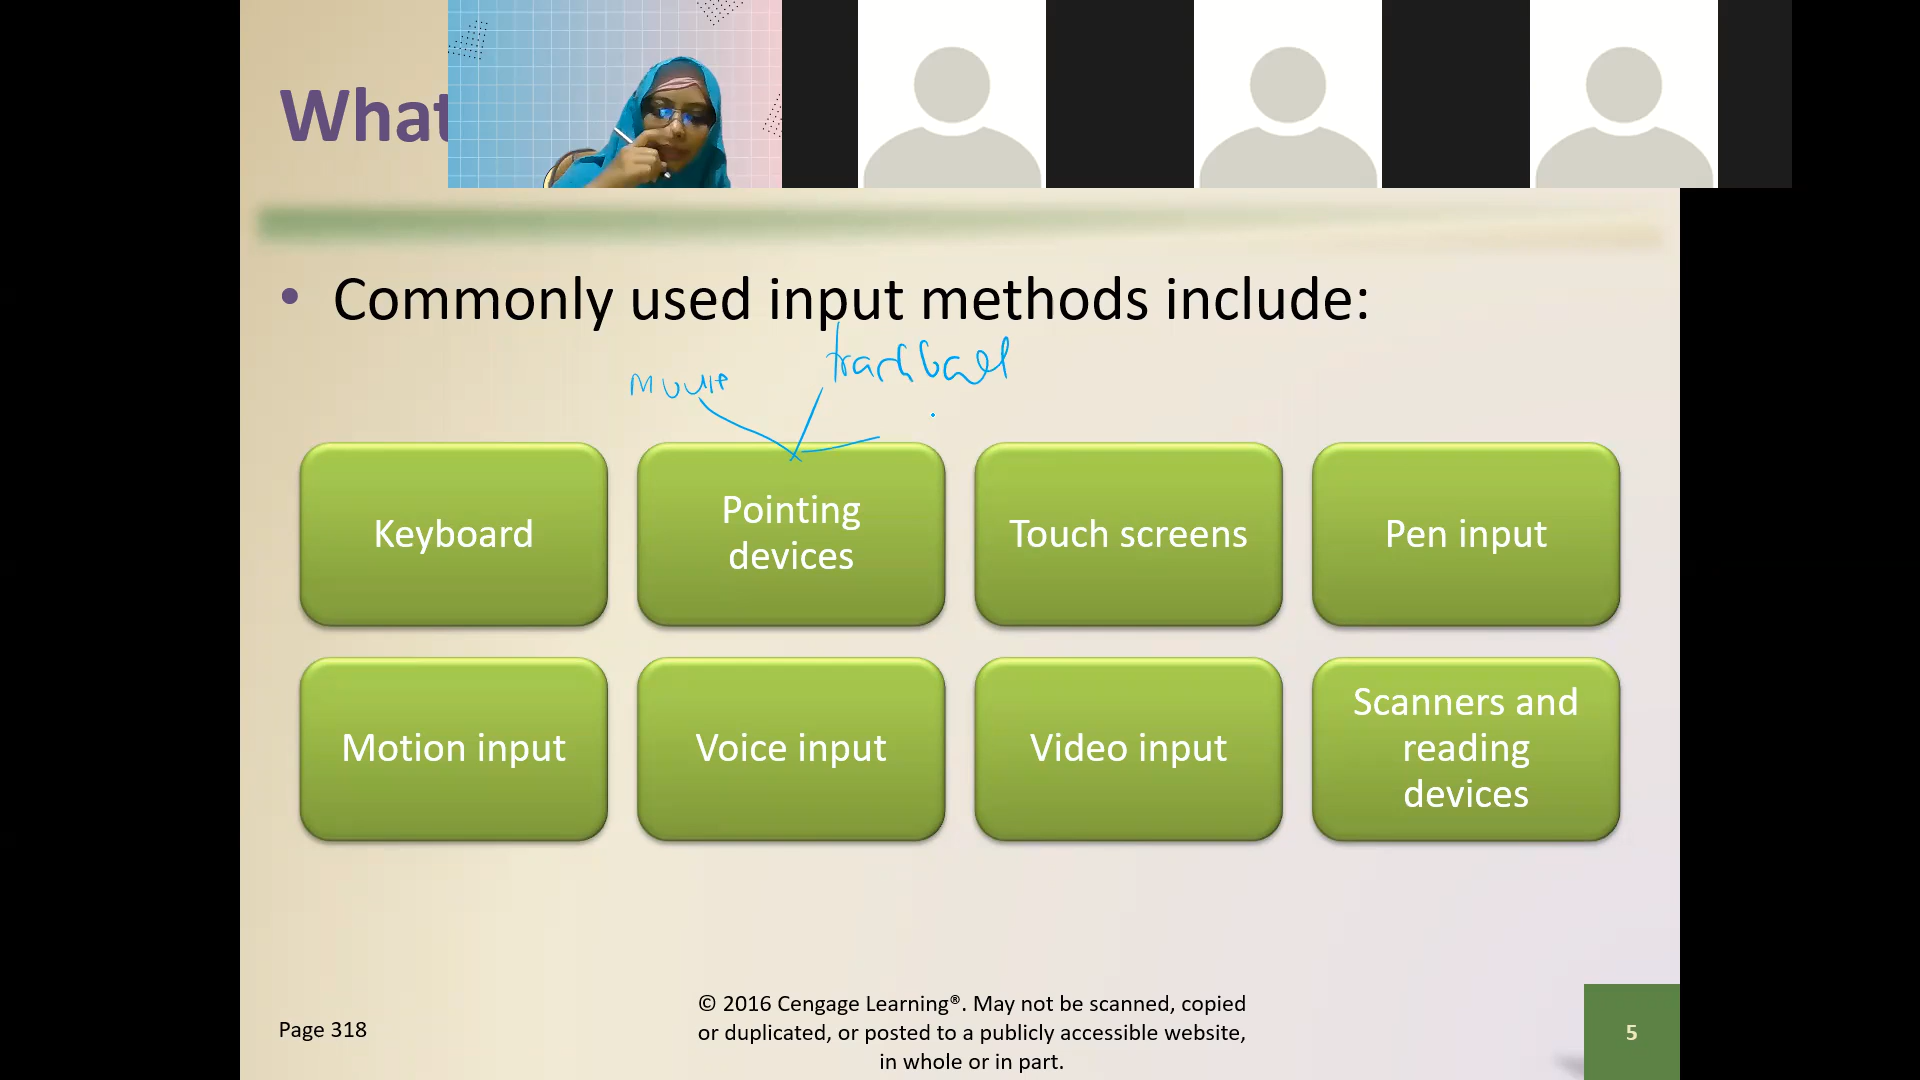 What
• Commonly used input methods include:
trackball
mouse
Keyboard
Pointing
devices
Touch screens
Pen input
Motion input
Voice input
Video input
Scanners and
reading
devices
Page 318
© 2016 Cengage Learning®. May not be scanned, copied
or duplicated, or posted to a publicly accessible website,
in whole or in part.
5